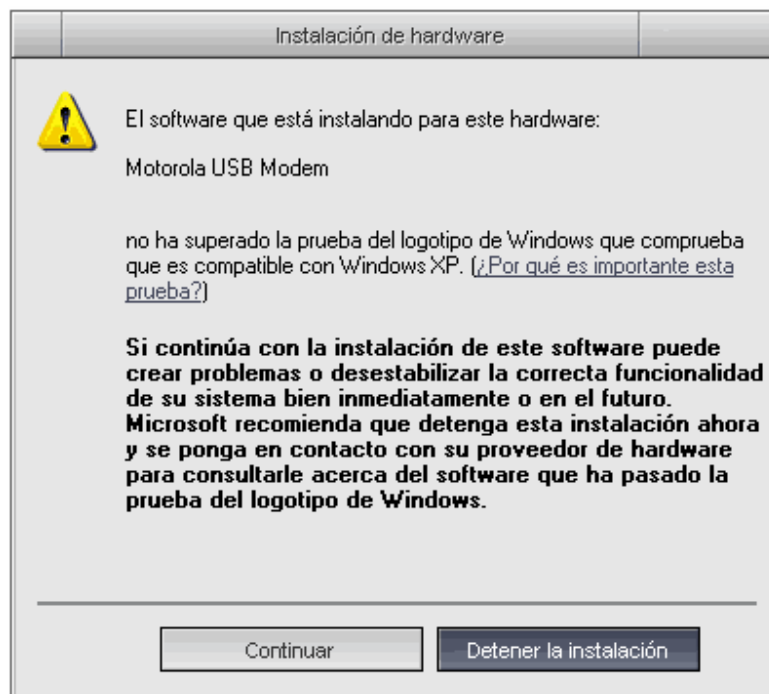 Instalación de hardware
El software que está instalando para este hardware:
Motorola USB Modem
no ha superado la prueba del logotipo de Windows que comprueba
que es compatible con Windows XP. (¿Por qué es importante esta
prueba?)
Si continúa con la instalación de este software puede
crear problemas o desestabilizar la correcta funcionalidad
de su sistema bien inmediatamente o en el futuro.
Microsoft recomienda que detenga esta instalación ahora
y se ponga en contacto con su proveedor de hardware
para consultarle acerca del software que ha pasado la
prueba del logotipo de Windows.
Continuar
Detener la instalación